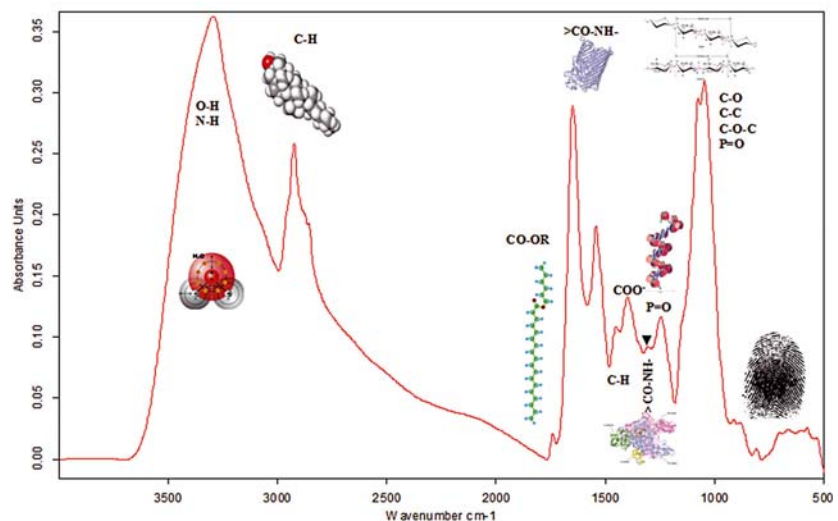 >CO-NH-
C-H
O-H
N-H
C-O
C-C
C-O-C
P=O
H₂O
CO-OR
COO⁻
P=O
C-H
>CO-NH-
Absorbance Units
0.35
0.30
0.25
0.20
0.15
0.10
0.05
0.00
3500
3000
2500
2000
1500
1000
500
Wavenumber cm-1